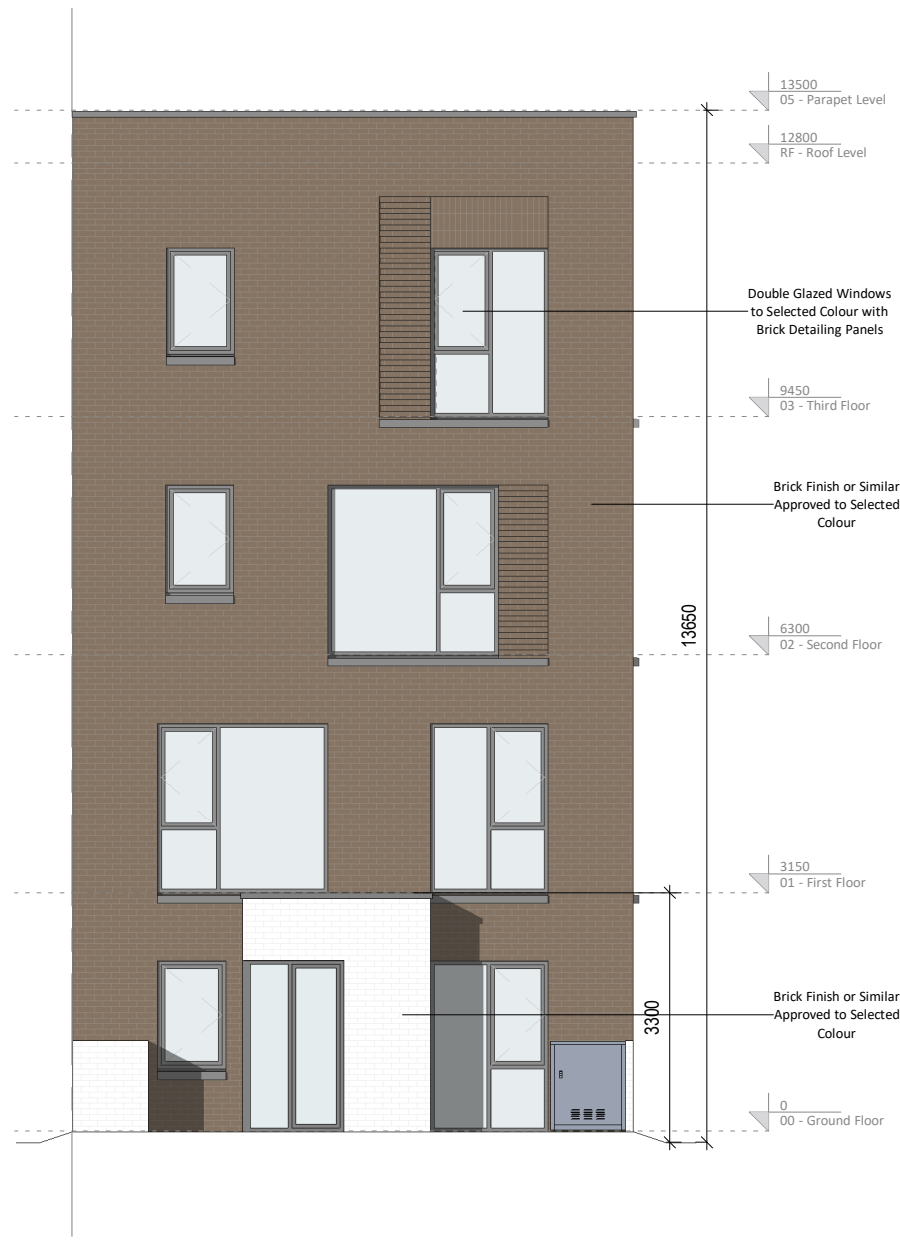 13500
05 - Parapet Level
12800
RF - Roof Level
Double Glazed Windows
to Selected Colour with
Brick Detailing Panels
9450
03 - Third Floor
Brick Finish or Similar
Approved to Selected
Colour
13650
6300
02 - Second Floor
3150
01 - First Floor
3300
Brick Finish or Similar
Approved to Selected
Colour
0
00 - Ground Floor